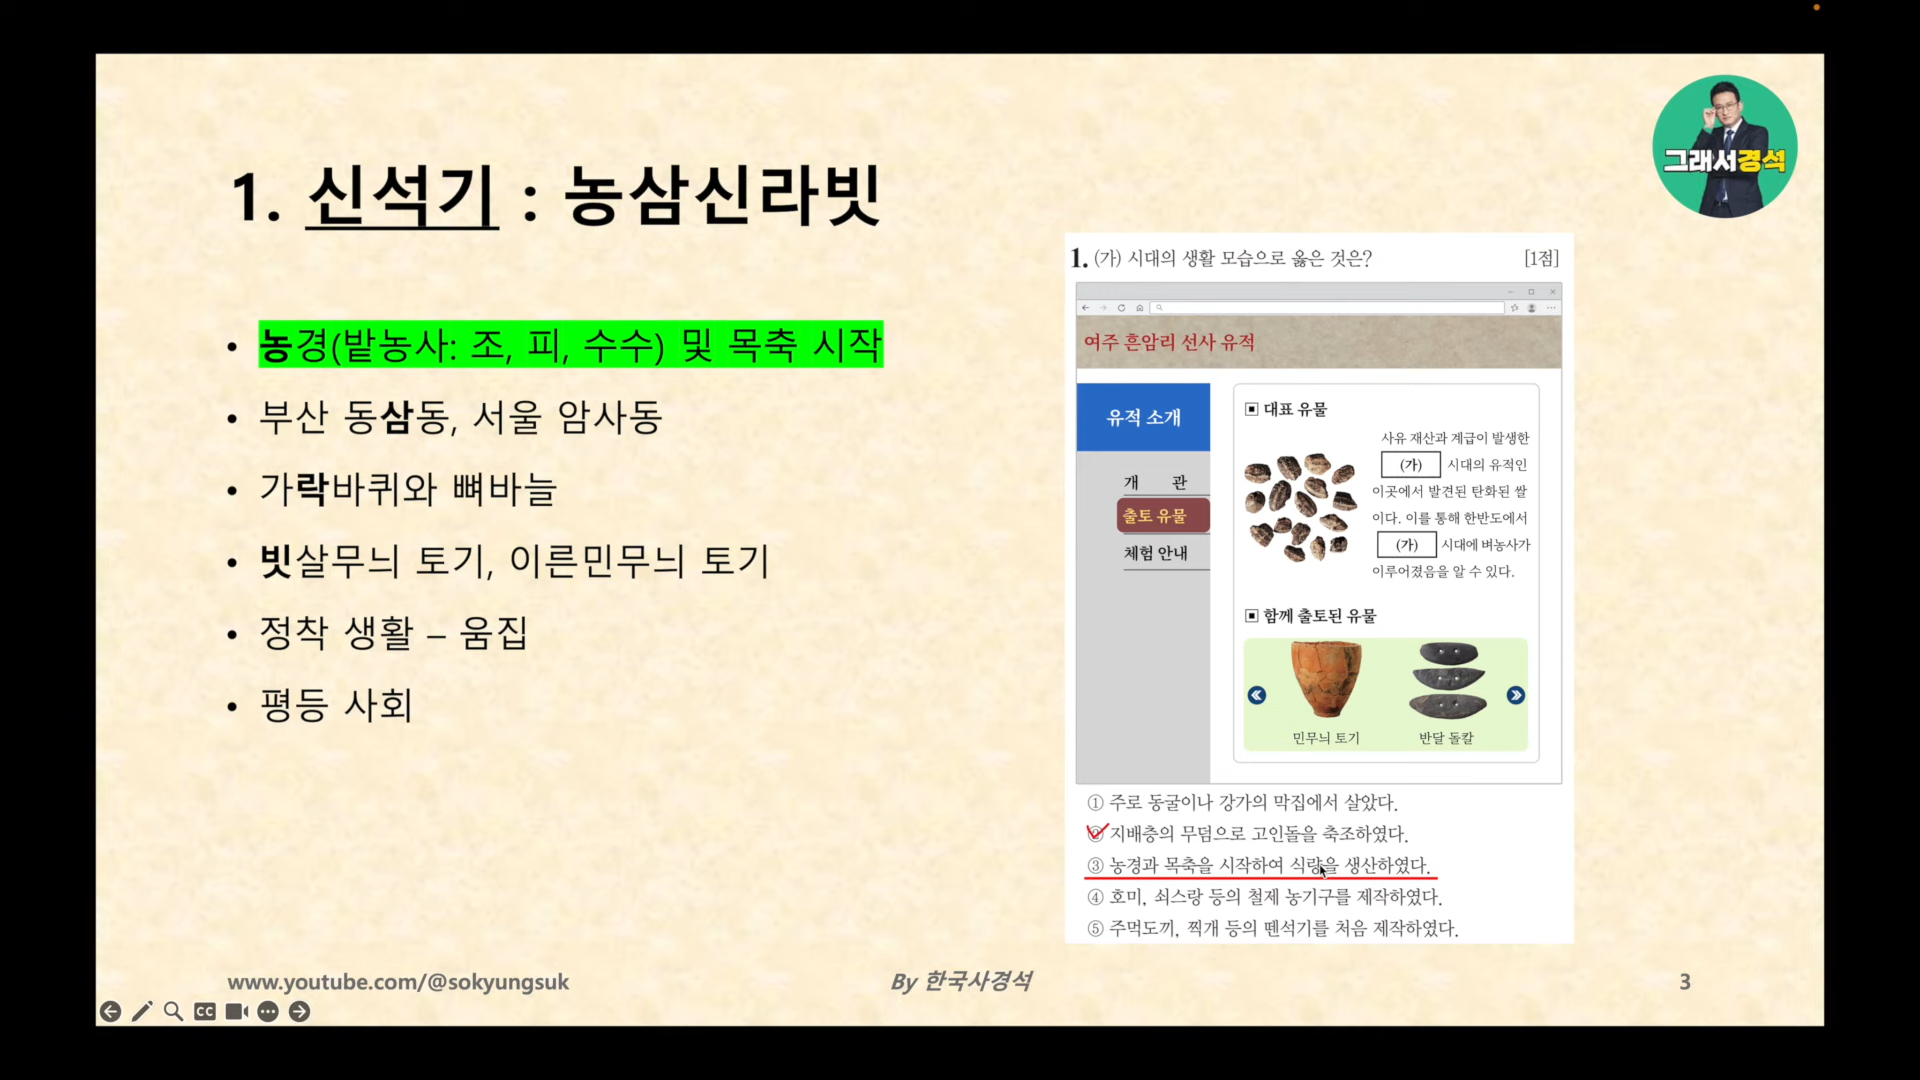 그래서경석
1. 신석기 : 농삼신라빗
• 농경(밭농사: 조, 피, 수수) 및 목축 시작
• 부산 동삼동, 서울 암사동
• 가락바퀴와 뼈바늘
• 빗살무늬 토기, 이른민무늬 토기
• 정착 생활 – 움집
• 평등 사회
1. (가) 시대의 생활 모습으로 옳은 것은? [1점]
여주 흔암리 선사 유적
유적 소개
개 관
출토 유물
체험 안내
▣ 대표 유물
사유 재산과 계급이 발생한
(가) 시대의 유적인
이곳에서 발견된 탄화된 쌀
이다. 이를 통해 한반도에서
(가) 시대에 벼농사가
이루어졌음을 알 수 있다.
▣ 함께 출토된 유물
민무늬 토기 반달 돌칼
① 주로 동굴이나 강가의 막집에서 살았다.
② 지배층의 무덤으로 고인돌을 축조하였다.
③ 농경과 목축을 시작하여 식량을 생산하였다.
④ 호미, 쇠스랑 등의 철제 농기구를 제작하였다.
⑤ 주먹도끼, 찍개 등의 뗀석기를 처음 제작하였다.
www.youtube.com/@sokyungsuk By 한국사경석 3
CC